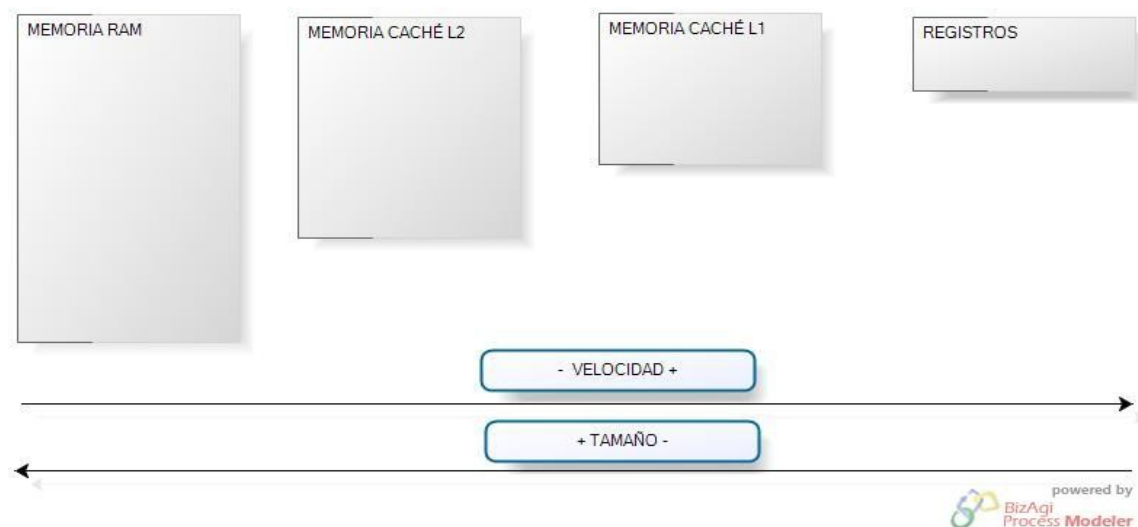 MEMORIA RAM
MEMORIA CACHÉ L2
MEMORIA CACHÉ L1
REGISTROS
- VELOCIDAD +
+ TAMAÑO -
powered by
BizAgi
Process Modeler